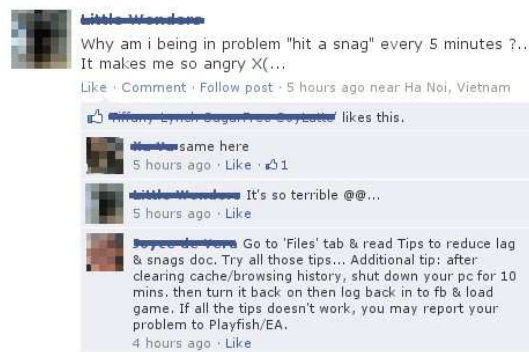 Little Wonders
Why am i being in problem "hit a snag" every 5 minutes ?..
It makes me so angry X(...
Like · Comment · Follow post · 5 hours ago near Ha Noi, Vietnam
likes this.
same here
5 hours ago · Like · 1
Little Wonders It's so terrible @@...
5 hours ago · Like
Go to 'Files' tab & read Tips to reduce lag
& snags doc. Try all those tips... Additional tip: after
clearing cache/browsing history, shut down your pc for 10
mins. then turn it back on then log back in to fb & load
game. If all the tips doesn't work, you may report your
problem to Playfish/EA.
4 hours ago · Like